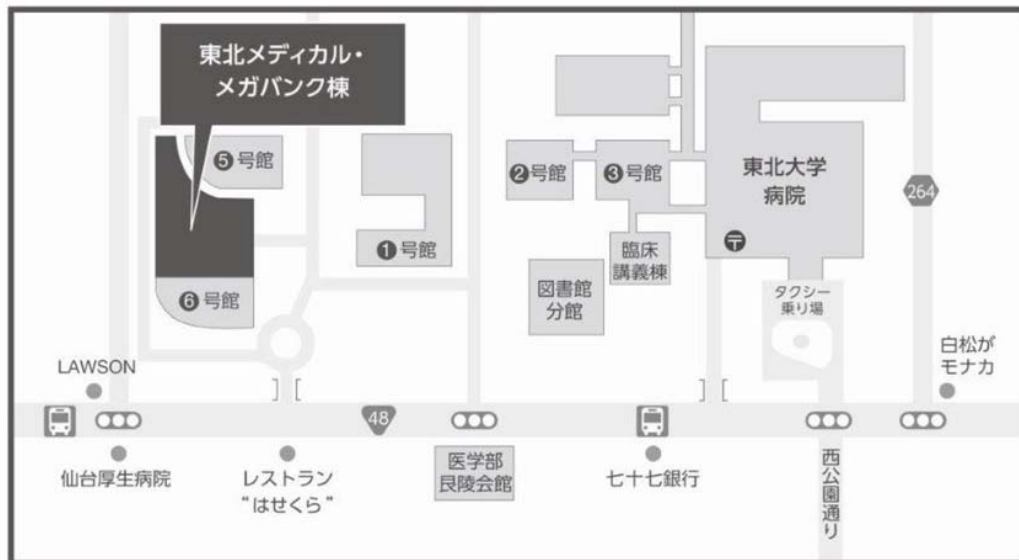 東北メディカル・
メガバンク棟
❺号館
❶号館
❻号館
❷号館
❸号館
臨床
講義棟
図書館
分館
東北大学
病院
〒
264
タクシー
乗り場
白松が
モナカ
LAWSON
48
仙台厚生病院
レストラン
“はせくら”
医学部
艮陵会館
七十七銀行
西公園通り